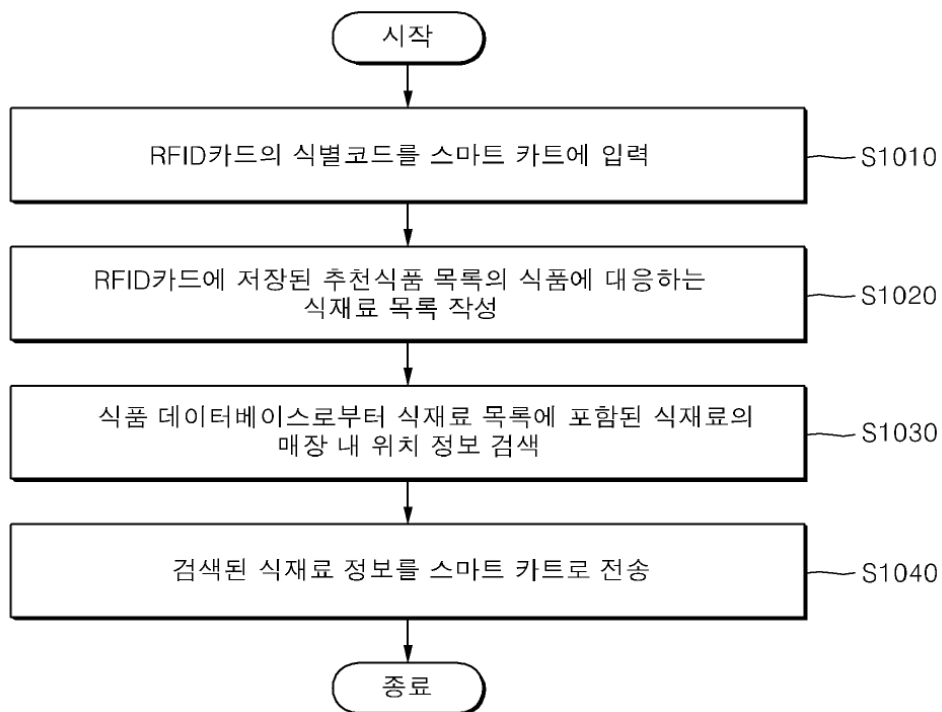 시작
RFID카드의 식별코드를 스마트 카트에 입력
S1010
RFID카드에 저장된 추천식품 목록의 식품에 대응하는
식재료 목록 작성
S1020
식품 데이터베이스로부터 식재료 목록에 포함된 식재료의
매장 내 위치 정보 검색
S1030
검색된 식재료 정보를 스마트 카트로 전송
S1040
종료